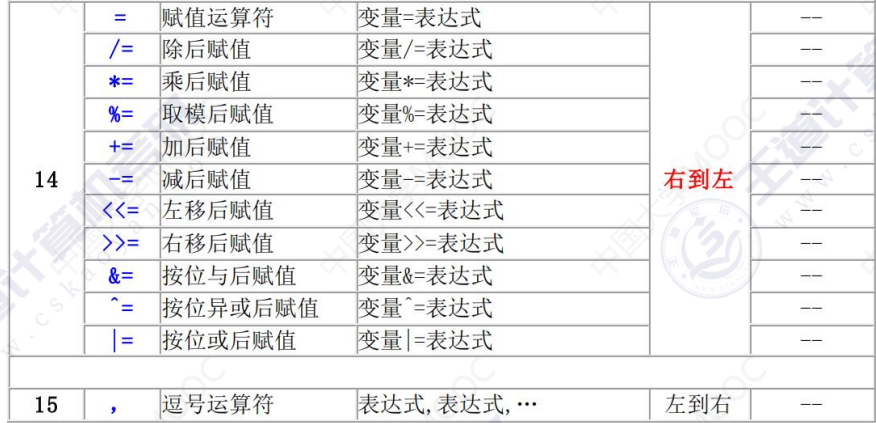 = 赋值运算符 变量=表达式 --
/= 除后赋值 变量/=表达式 --
*= 乘后赋值 变量*=表达式 --
%= 取模后赋值 变量%=表达式 --
+= 加后赋值 变量+=表达式 --
14 -= 减后赋值 变量-=表达式 右到左 --
<<= 左移后赋值 变量<<=表达式 --
>>= 右移后赋值 变量>>=表达式 --
&= 按位与后赋值 变量&=表达式 --
^= 按位异或后赋值 变量^=表达式 --
|= 按位或后赋值 变量|=表达式 --
15 , 逗号运算符 表达式,表达式,… 左到右 --